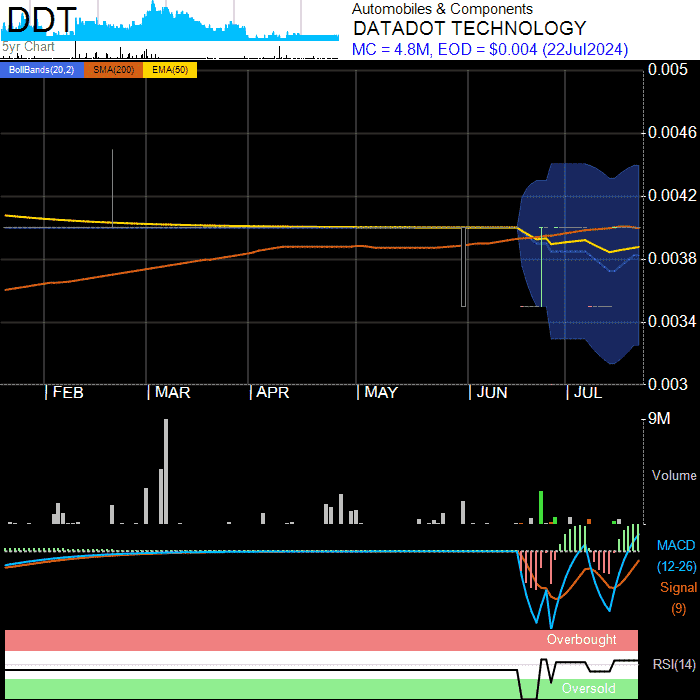 DDT
5yr Chart
Automobiles & Components
DATADOT TECHNOLOGY
MC = 4.8M, EOD = $0.004 (22Jul2024)
BollBands(20,2) SMA(200) EMA(50)
0.005
0.0046
0.0042
0.0038
0.0034
0.003
FEB MAR APR MAY JUN JUL
9M
Volume
MACD
(12-26)
Signal
(9)
Overbought
RSI(14)
Oversold